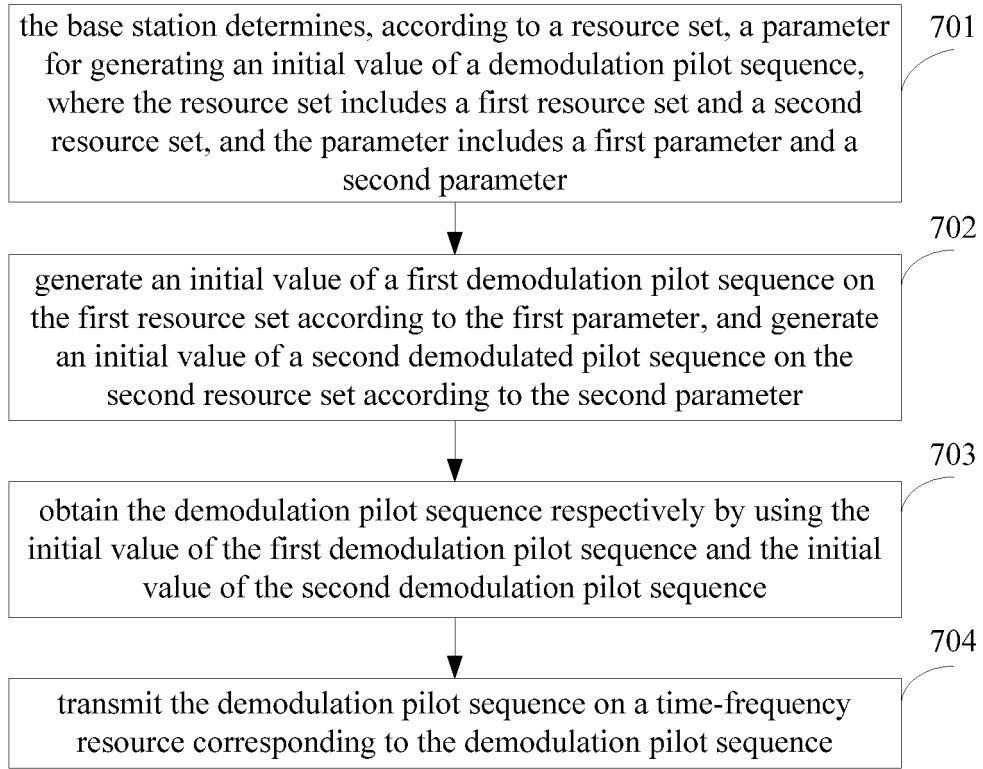 the base station determines, according to a resource set, a parameter
for generating an initial value of a demodulation pilot sequence,
where the resource set includes a first resource set and a second
resource set, and the parameter includes a first parameter and a
second parameter
701
generate an initial value of a first demodulation pilot sequence on
the first resource set according to the first parameter, and generate
an initial value of a second demodulated pilot sequence on the
second resource set according to the second parameter
702
obtain the demodulation pilot sequence respectively by using the
initial value of the first demodulation pilot sequence and the initial
value of the second demodulation pilot sequence
703
transmit the demodulation pilot sequence on a time-frequency
resource corresponding to the demodulation pilot sequence
704